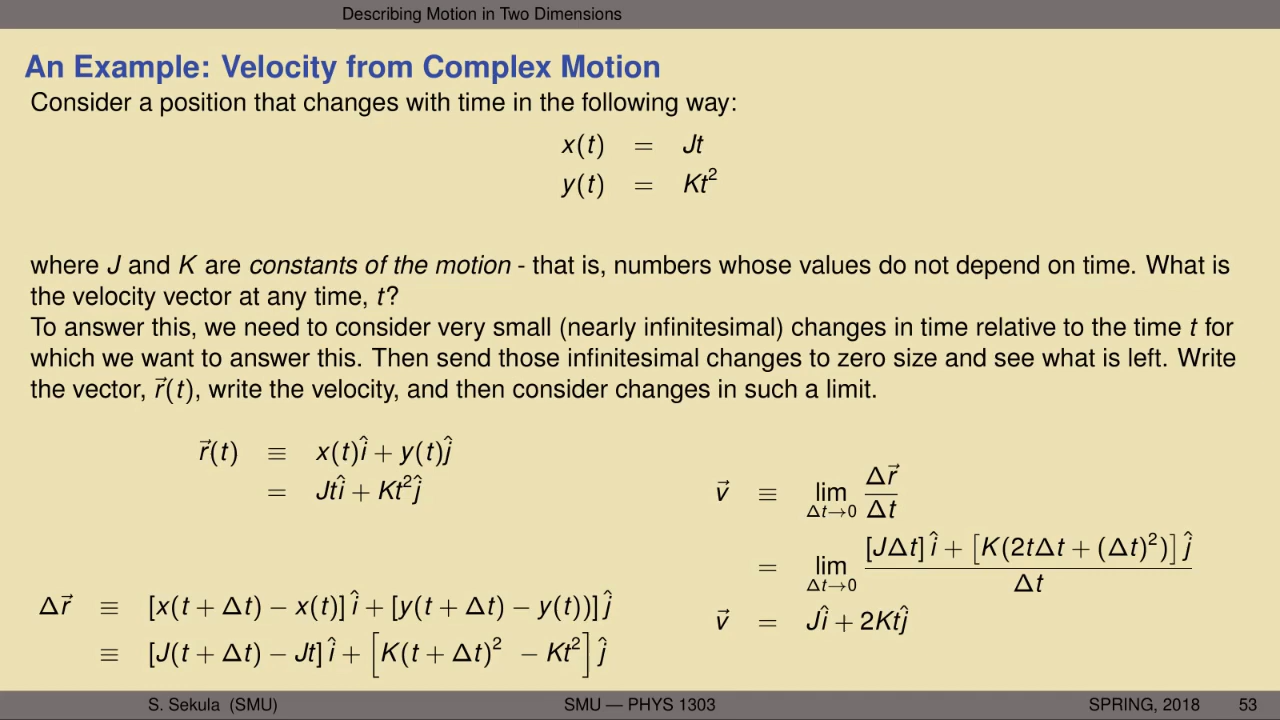 Describing Motion in Two Dimensions
An Example: Velocity from Complex Motion
Consider a position that changes with time in the following way:
x(t) = Jt
y(t) = Kt²
where J and K are constants of the motion - that is, numbers whose values do not depend on time. What is
the velocity vector at any time, t?
To answer this, we need to consider very small (nearly infinitesimal) changes in time relative to the time t for
which we want to answer this. Then send those infinitesimal changes to zero size and see what is left. Write
the vector, r⃗(t), write the velocity, and then consider changes in such a limit.
r⃗(t) ≡ x(t)î + y(t)ĵ
= Jtî + Kt²ĵ
Δr⃗ ≡ [x(t + Δt) − x(t)] î + [y(t + Δt) − y(t))] ĵ
≡ [J(t + Δt) − Jt] î + [K(t + Δt)² − Kt²] ĵ
v⃗ ≡ lim Δt→0 Δr⃗/Δt
= lim Δt→0 [JΔt] î + [K(2tΔt + (Δt)²)] ĵ / Δt
v⃗ = Jî + 2Ktĵ
S. Sekula (SMU) SMU — PHYS 1303 SPRING, 2018 53